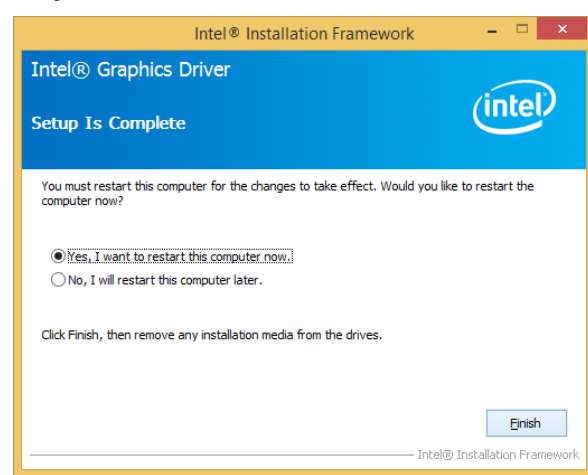 Intel® Installation Framework
Intel® Graphics Driver
intel
Setup Is Complete
You must restart this computer for the changes to take effect. Would you like to restart the
computer now?
Yes, I want to restart this computer now.
No, I will restart this computer later.
Click Finish, then remove any installation media from the drives.
Finish
Intel® Installation Framework